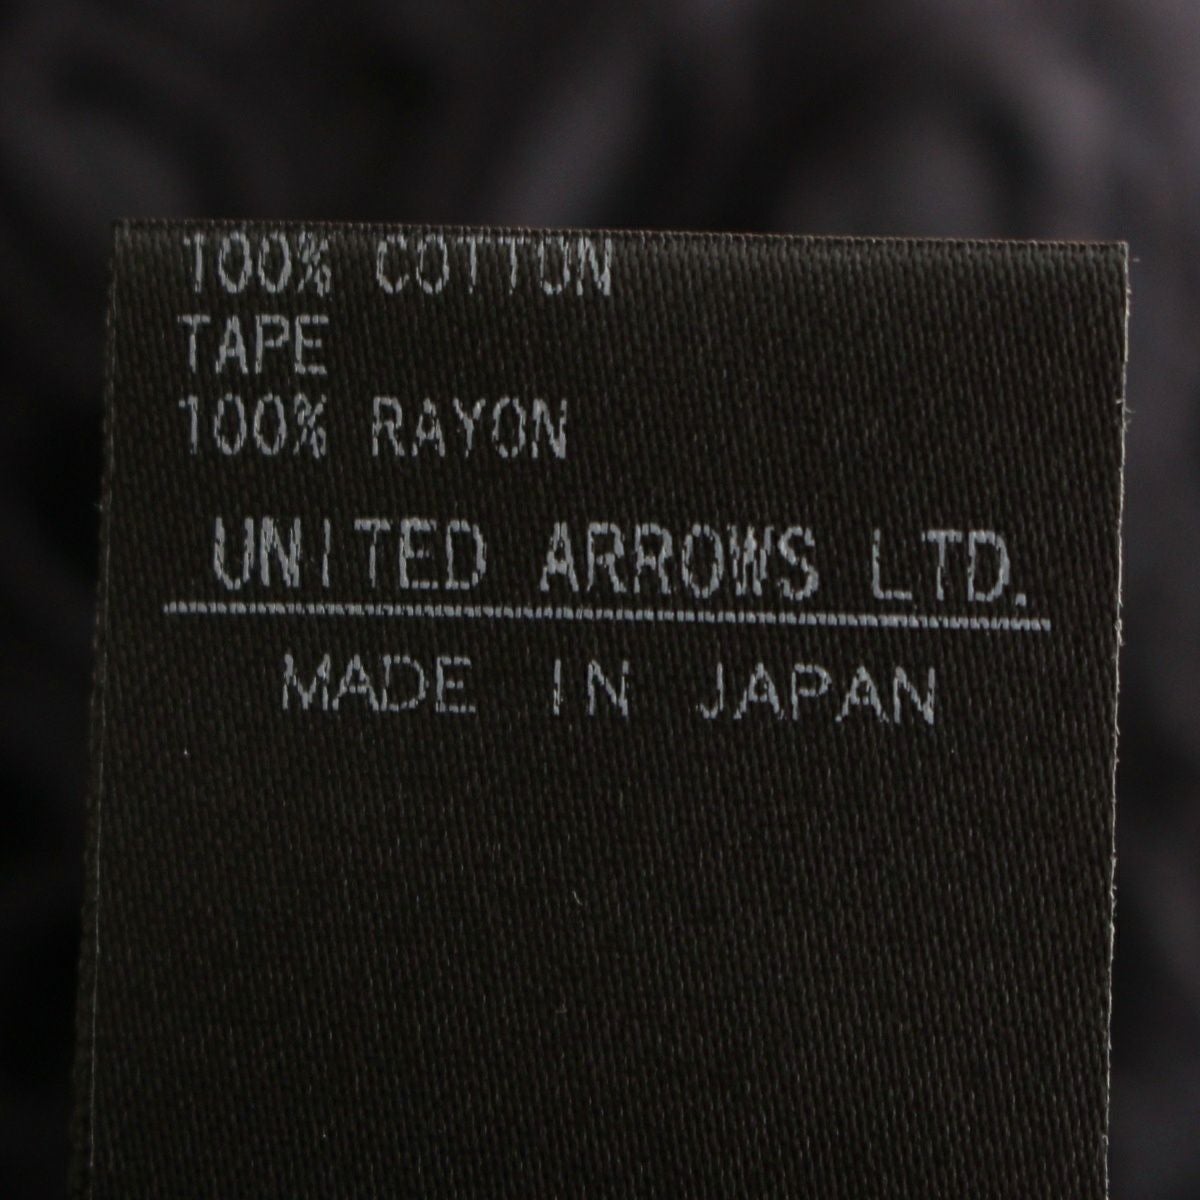 100% COTTON
TAPE
100% RAYON
UNITED ARROWS LTD.
MADE IN JAPAN